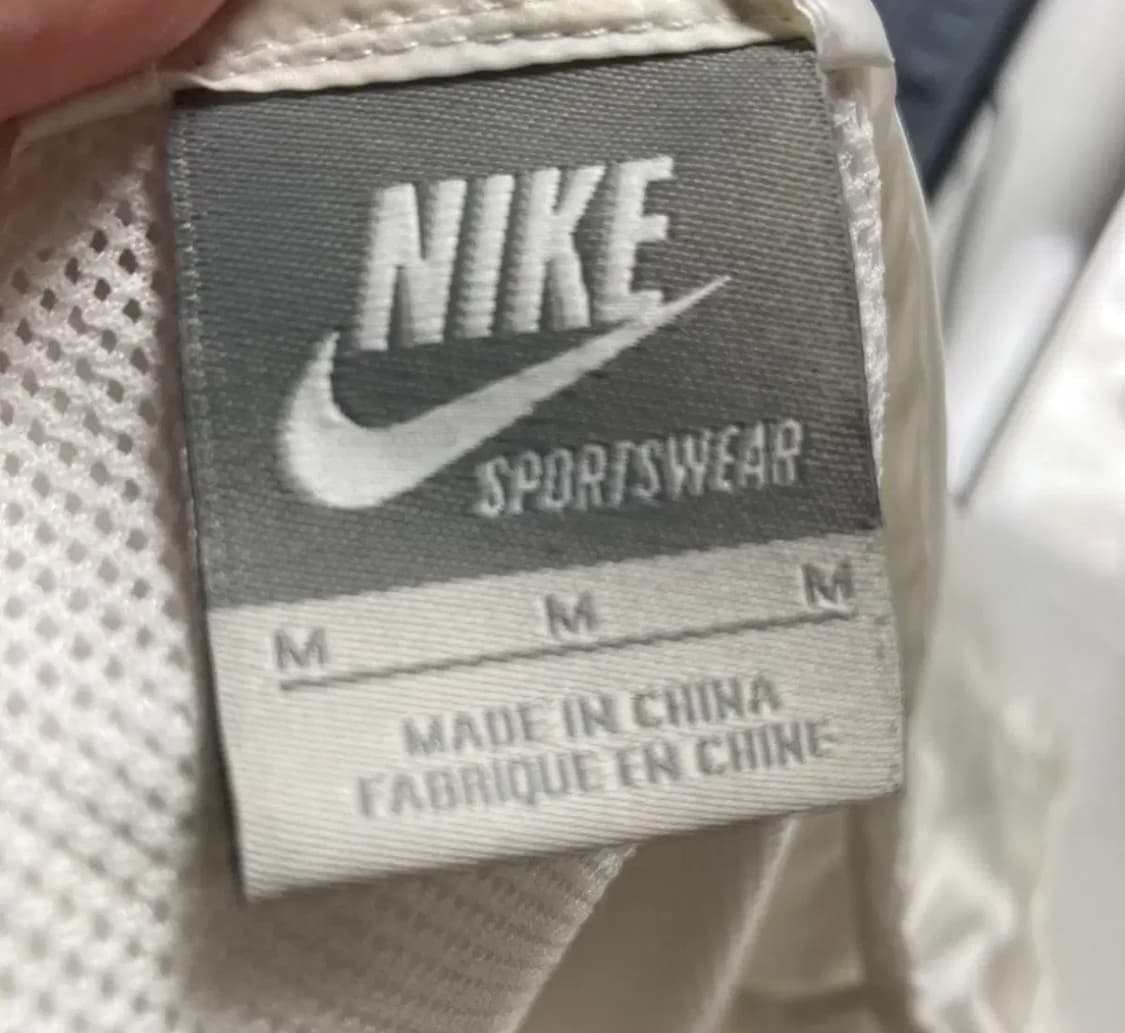 NIKE
SPORTSWEAR
M M M
MADE IN CHINA
FABRIQUE EN CHINE